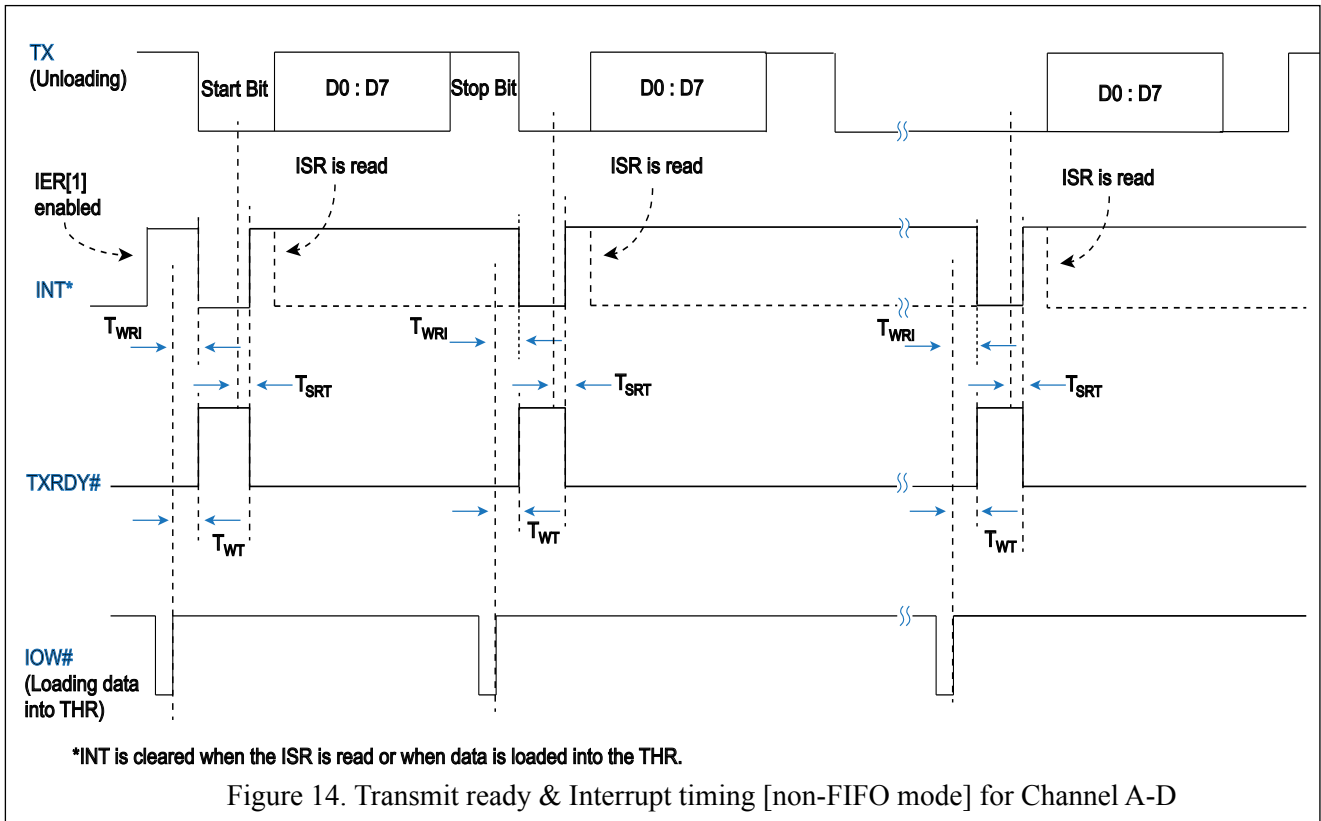 TX
(Unloading)
Start Bit
D0 : D7
Stop Bit
D0 : D7
D0 : D7
IER[1]
enabled
ISR is read
ISR is read
ISR is read
INT*
TWRI
TWRI
TWRI
TSRT
TSRT
TSRT
TXRDY#
TWT
TWT
TWT
IOW#
(Loading data
into THR)
*INT is cleared when the ISR is read or when data is loaded into the THR.
Figure 14. Transmit ready & Interrupt timing [non-FIFO mode] for Channel A-D